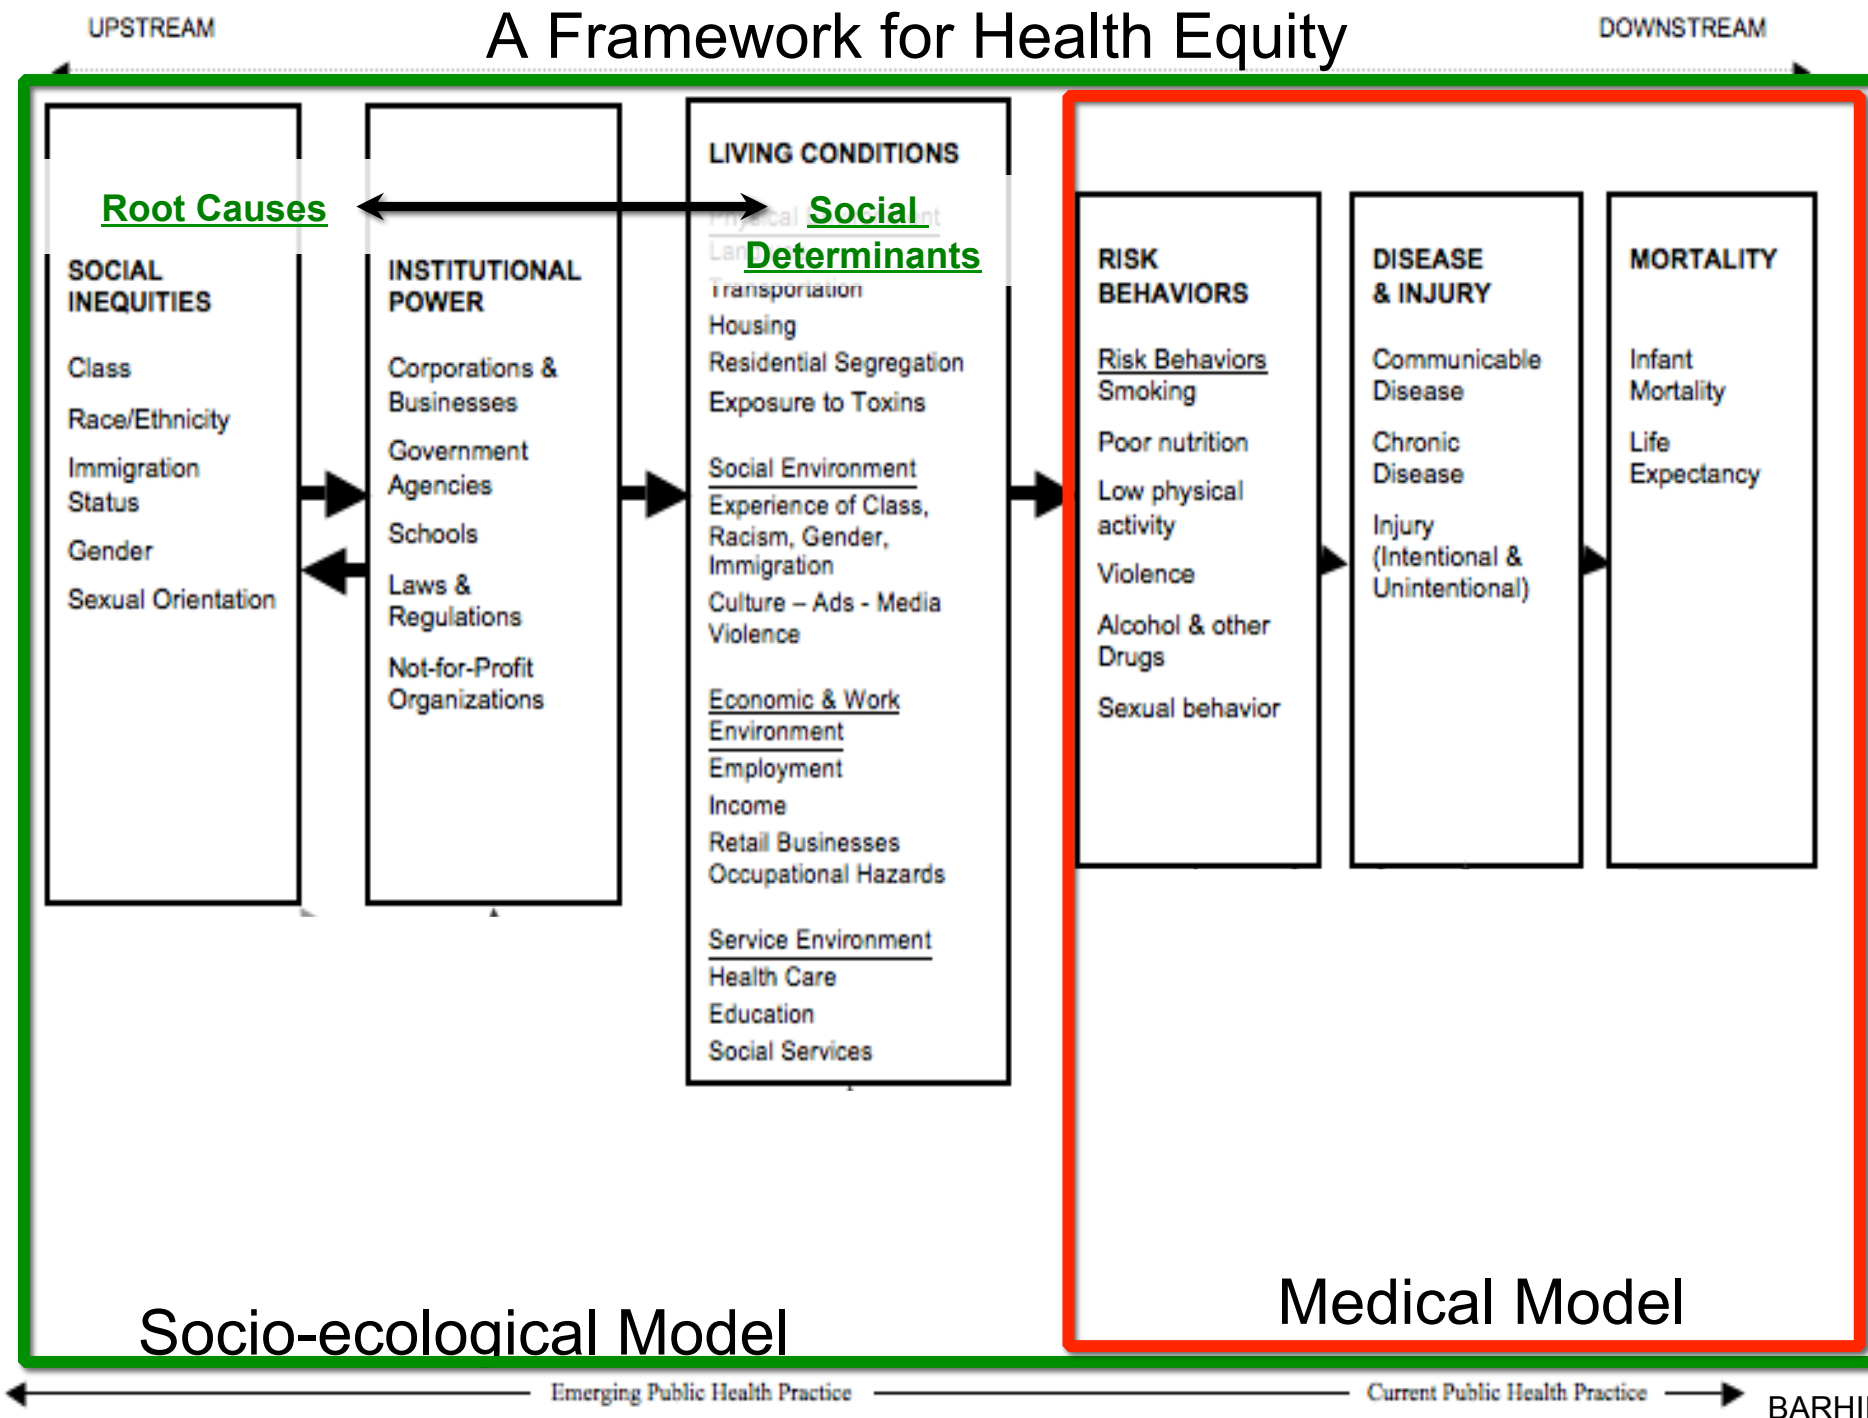 UPSTREAM
A Framework for Health Equity
DOWNSTREAM
Root Causes
SOCIAL
INEQUITIES
Class
Race/Ethnicity
Immigration
Status
Gender
Sexual Orientation
INSTITUTIONAL
POWER
Corporations &
Businesses
Government
Agencies
Schools
Laws &
Regulations
Not-for-Profit
Organizations
LIVING CONDITIONS
Social
Determinants
Transportation
Housing
Residential Segregation
Exposure to Toxins
Social Environment
Experience of Class,
Racism, Gender,
Immigration
Culture – Ads - Media
Violence
Economic & Work
Environment
Employment
Income
Retail Businesses
Occupational Hazards
Service Environment
Health Care
Education
Social Services
RISK
BEHAVIORS
Risk Behaviors
Smoking
Poor nutrition
Low physical
activity
Violence
Alcohol & other
Drugs
Sexual behavior
DISEASE
& INJURY
Communicable
Disease
Chronic
Disease
Injury
(Intentional &
Unintentional)
MORTALITY
Infant
Mortality
Life
Expectancy
Socio-ecological Model
Medical Model
Emerging Public Health Practice
Current Public Health Practice